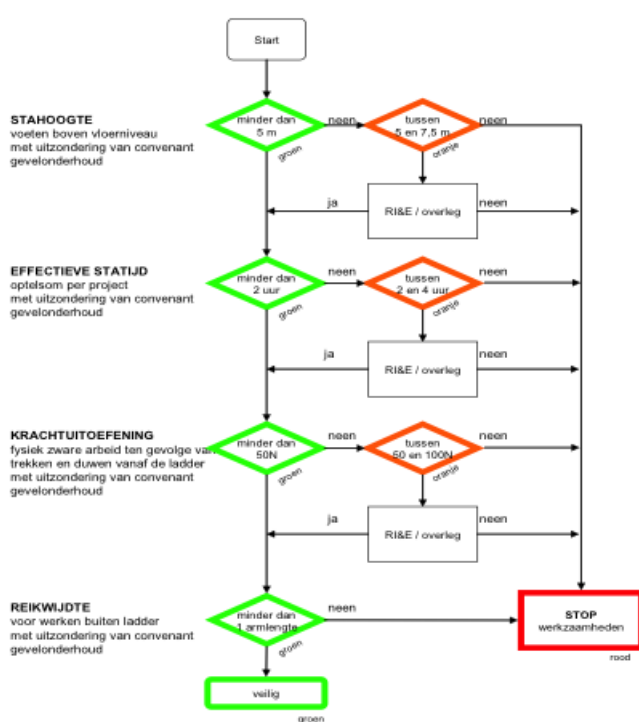 Start
STAHOOGTE
voeten boven vloerniveau
met uitzondering van convenant
gevelonderhoud
minder dan
5 m
groen
neen
tussen
5 en 7,5 m
oranje
neen
ja
RI&E / overleg
neen
EFFECTIEVE STATIJD
optelsom per project
met uitzondering van convenant
gevelonderhoud
minder dan
2 uur
groen
neen
tussen
2 en 4 uur
oranje
neen
ja
RI&E / overleg
neen
KRACHTUITOEFENING
fysiek zware arbeid ten gevolge van
trekken en duwen vanaf de ladder
met uitzondering van convenant
gevelonderhoud
minder dan
50N
groen
neen
tussen
50 en 100N
oranje
neen
ja
RI&E / overleg
neen
REIKWIJDTE
voor werken buiten ladder
met uitzondering van convenant
gevelonderhoud
minder dan
1 armlengte
groen
neen
STOP
werkzaamheden
rood
veilig
groen